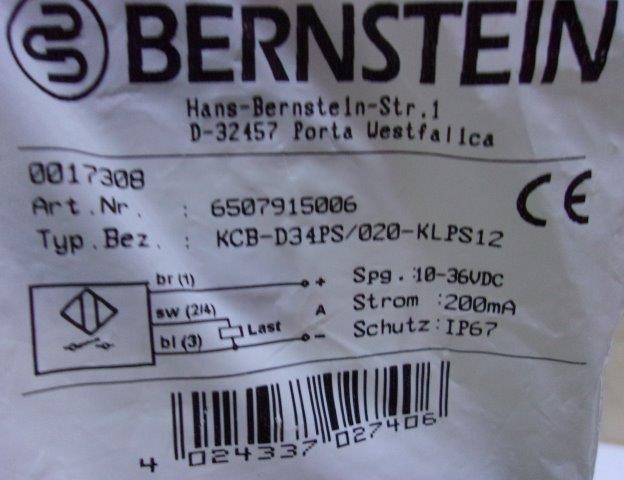 BERNSTEIN
Hans-Bernstein-Str.1
D-32457 Porta Westfalica
0017308
CE
Art.Nr. : 6507915006
Typ.Bez. : KCB-D34PS/020-KLPS12
br (1) + Spg.:10-36VDC
sw (2/4) A Strom :200mA
Last
bl (3) - Schutz:IP67
4 024337 027406